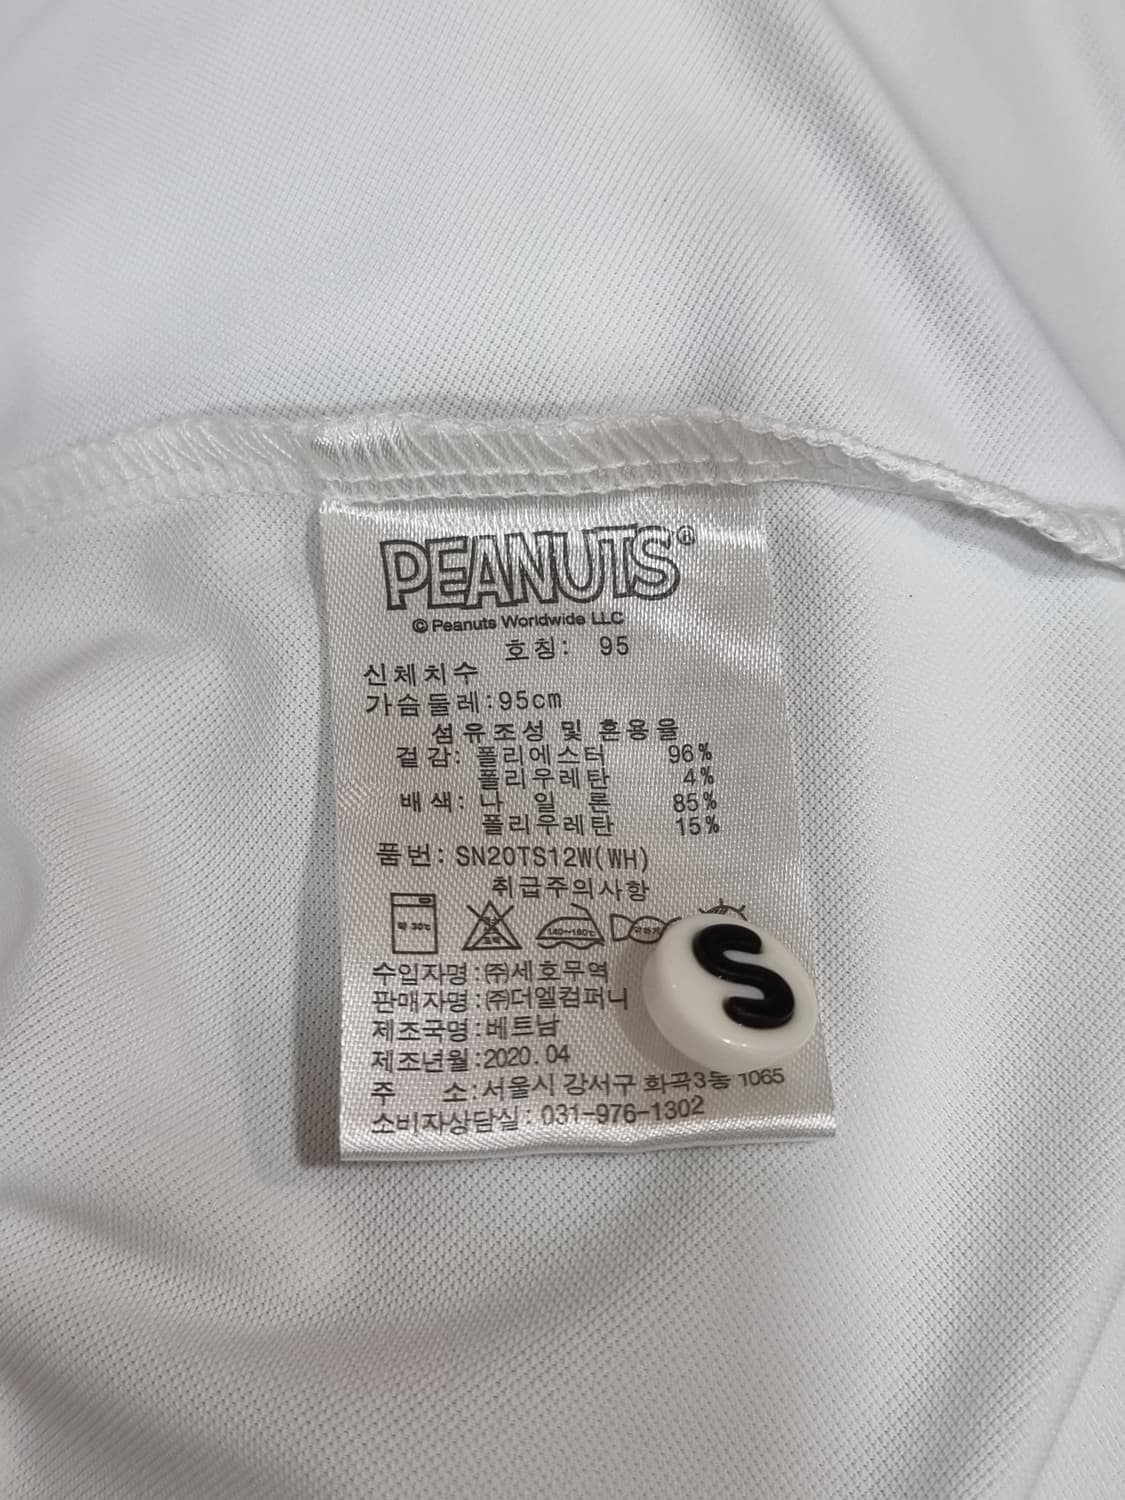 PEANUTS®
© Peanuts Worldwide LLC
호칭: 95
신체치수
가슴둘레:95cm
섬유조성 및 혼용율
겉감: 폴리에스터 96%
폴리우레탄 4%
배색: 나 일 론 85%
폴리우레탄 15%
품번: SN20TS12W(WH)
취급주의사항
약 30℃
140~160℃
수입자명:㈜세호무역
판매자명:㈜더엘컴퍼니
제조국명:베트남
제조년월:2020.04
주 소:서울시 강서구 화곡3동 1065
소비자상담실: 031-976-1302
S